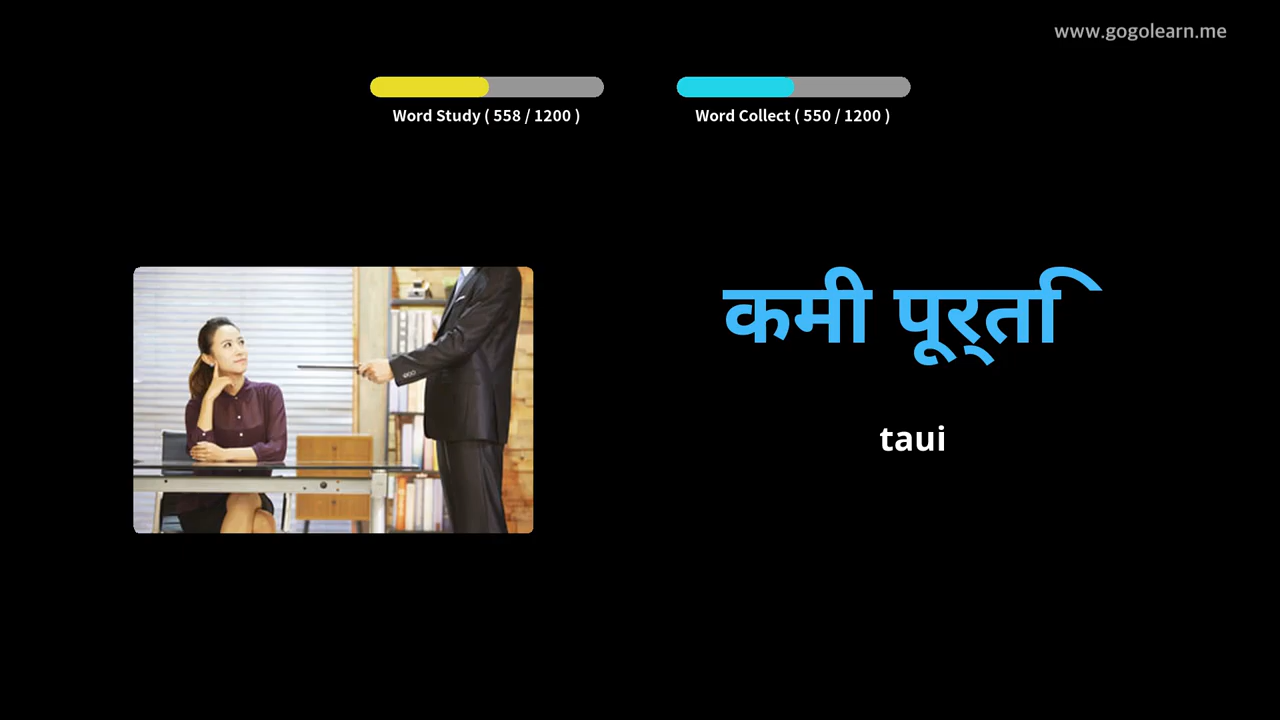 www.gogolearn.me
Word Study ( 558 / 1200 )
Word Collect ( 550 / 1200 )
कमी पूर्ति
taui